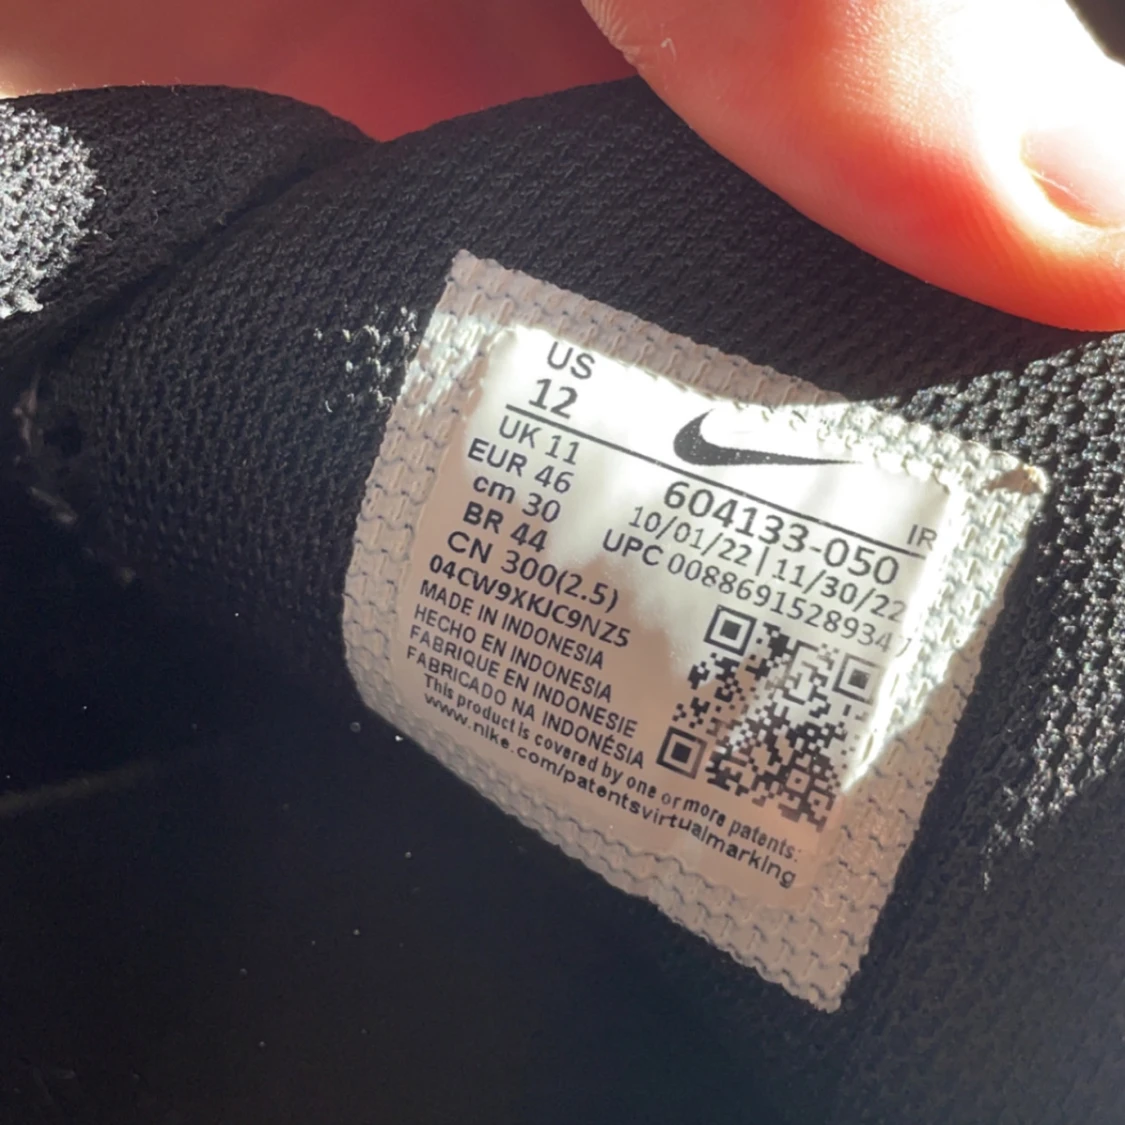 US
12
UK 11
EUR 46
cm 30
BR 44
CN 300(2.5)
04CW9XKJC9NZ5
MADE IN INDONESIA
HECHO EN INDONESIA
FABRIQUE EN INDONESIE
FABRICADO NA INDONÉSIA
This product is covered by one or more patents:
www.nike.com/patentsvirtualmarking
IR
604133-050
10/01/22|11/30/22
UPC